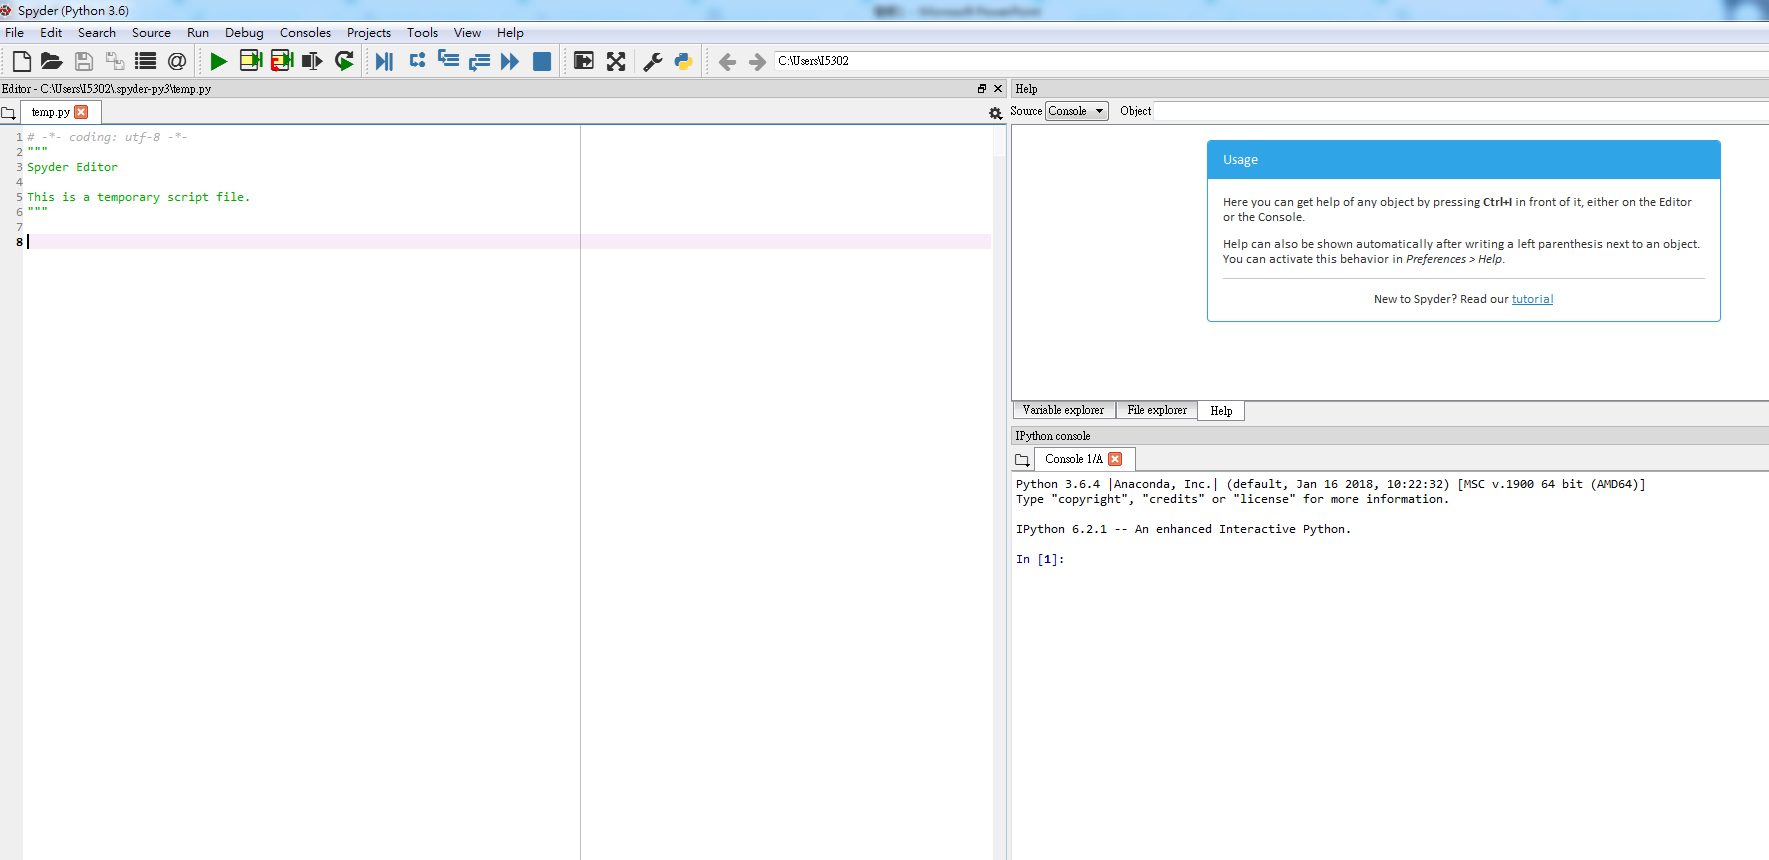 Spyder (Python 3.6)
File Edit Search Source Run Debug Consoles Projects Tools View Help
C:\Users\I5302
Editor - C:\Users\I5302\.spyder-py3\temp.py
temp.py
1 # -*- coding: utf-8 -*-
2 """
3 Spyder Editor
4
5 This is a temporary script file.
6 """
7
8
Help
Source Console Object
Usage
Here you can get help of any object by pressing Ctrl+I in front of it, either on the Editor
or the Console.
Help can also be shown automatically after writing a left parenthesis next to an object.
You can activate this behavior in Preferences > Help.
New to Spyder? Read our tutorial
Variable explorer File explorer Help
IPython console
Console 1/A
Python 3.6.4 |Anaconda, Inc.| (default, Jan 16 2018, 10:22:32) [MSC v.1900 64 bit (AMD64)]
Type "copyright", "credits" or "license" for more information.
IPython 6.2.1 -- An enhanced Interactive Python.
In [1]: